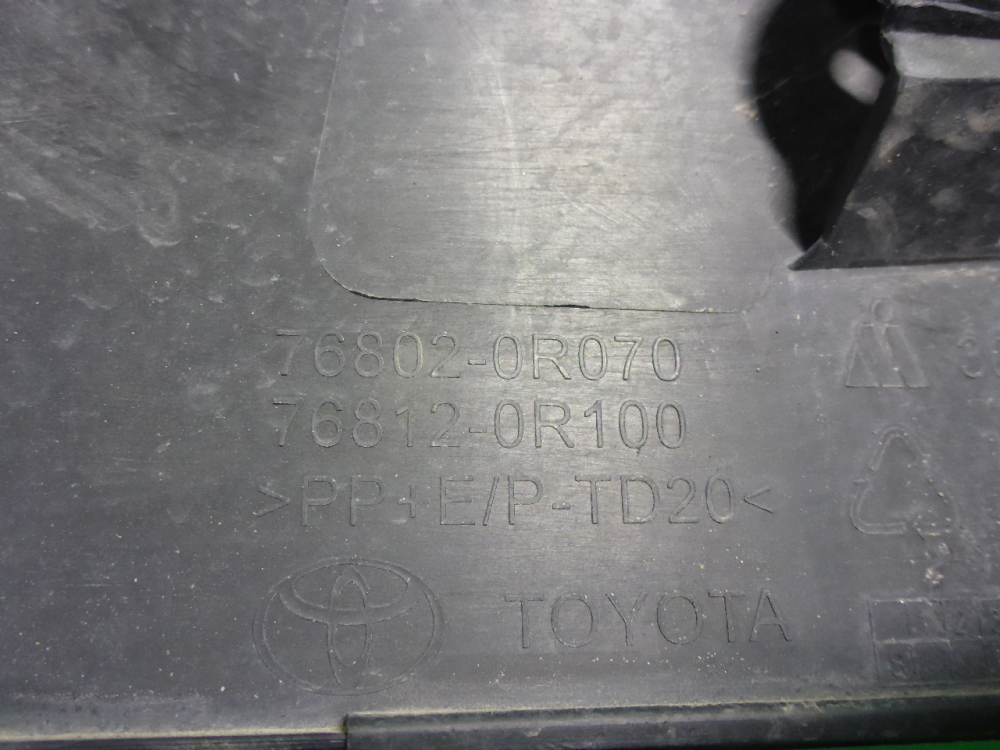 76802-0R070
76812-0R100
>PP+E/P-TD20<
TOYOTA